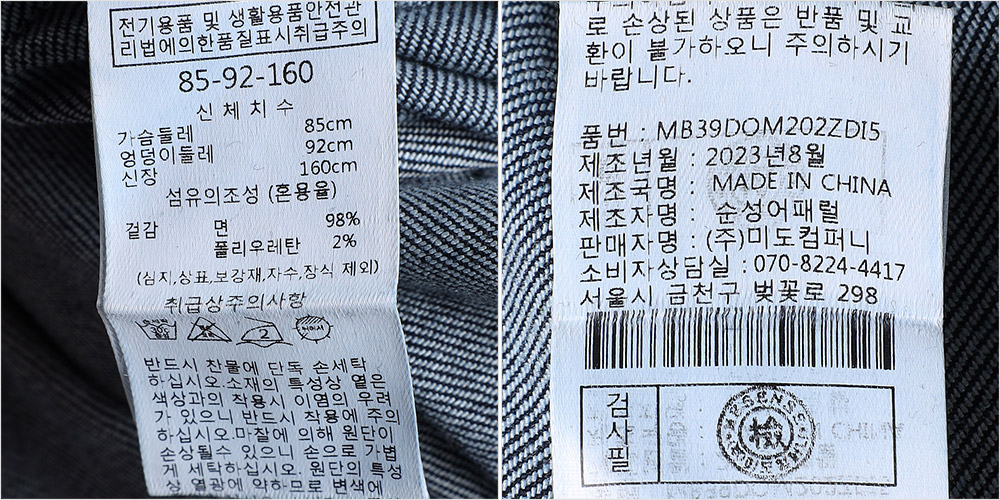 전기용품 및 생활용품안전관
리법에의한품질표시취급주의
85-92-160
신 체 치 수
가슴둘레 85cm
엉덩이둘레 92cm
신장 160cm
섬유의조성 (혼용율)
겉감 면 98%
폴리우레탄 2%
(심지,상표,보강재,자수,장식 제외)
취급상주의사항
반드시 찬물에 단독 손세탁
하십시오.소재의 특성상 옅은
색상과의 착용시 이염의 우려
가 있으니 반드시 착용에 주의
하십시오.마찰에 의해 원단이
손상될수 있으니 손으로 가볍
게 세탁하십시오. 원단의 특성
상 열광에 약하므로 변색에
로 손상된 상품은 반품 및 교
환이 불가하오니 주의하시기
바랍니다.
품번 : MB39DOM202ZDI5
제조년월 : 2023년8월
제조국명 : MADE IN CHINA
제조자명 : 순성어패럴
판매자명 : (주)미도컴퍼니
소비자상담실 : 070-8224-4417
서울시 금천구 벚꽃로 298
검
사
필
檢